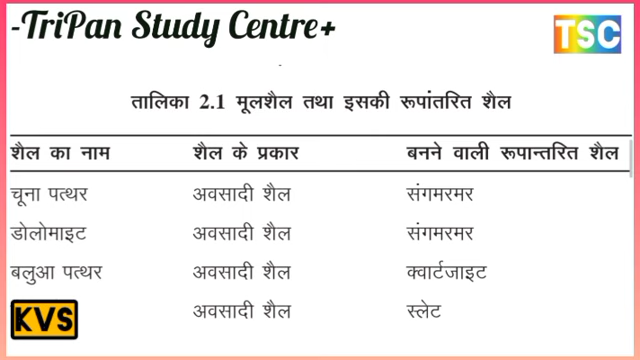 -TriPan Study Centre+
TSC
तालिका 2.1 मूलशैल तथा इसकी रूपांतरित शैल
शैल का नाम शैल के प्रकार बनने वाली रूपान्तरित शैल
चूना पत्थर अवसादी शैल संगमरमर
डोलोमाइट अवसादी शैल संगमरमर
बलुआ पत्थर अवसादी शैल क्वार्टजाइट
KVS अवसादी शैल स्लेट